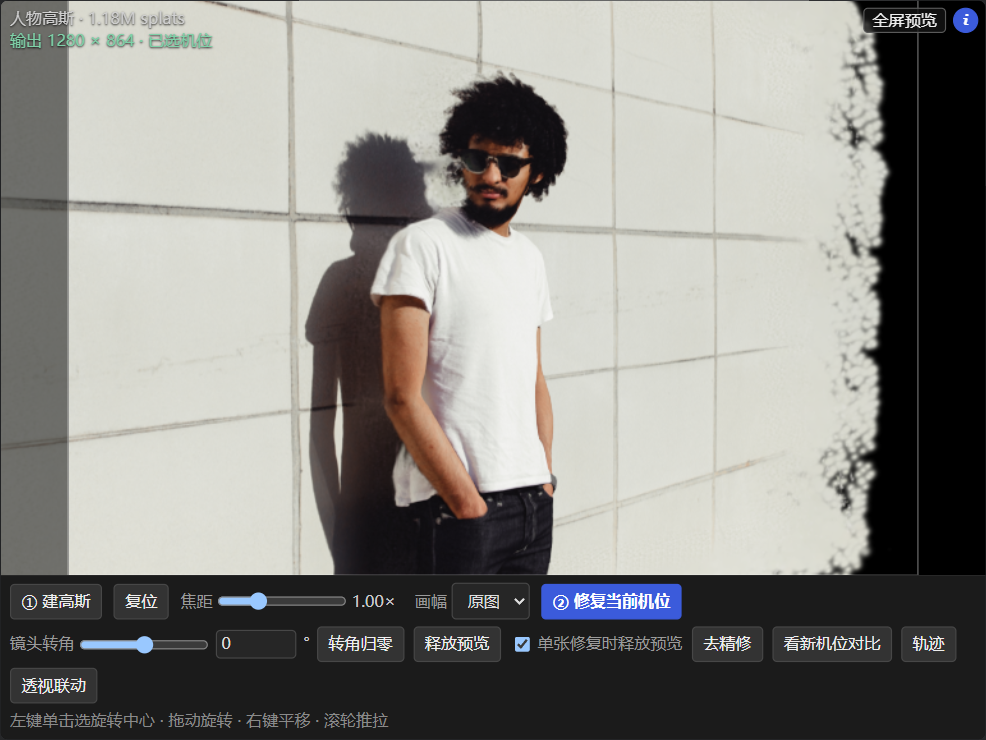 人物高斯 · 1.18M splats
输出 1280 × 864 · 已选机位
全屏预览 i
① 建高斯 复位 焦距 1.00× 画幅 原图 ② 修复当前机位
镜头转角 0 ° 转角归零 释放预览 单张修复时释放预览 去精修 看新机位对比 轨迹
透视联动
左键单击选旋转中心 · 拖动旋转 · 右键平移 · 滚轮推拉